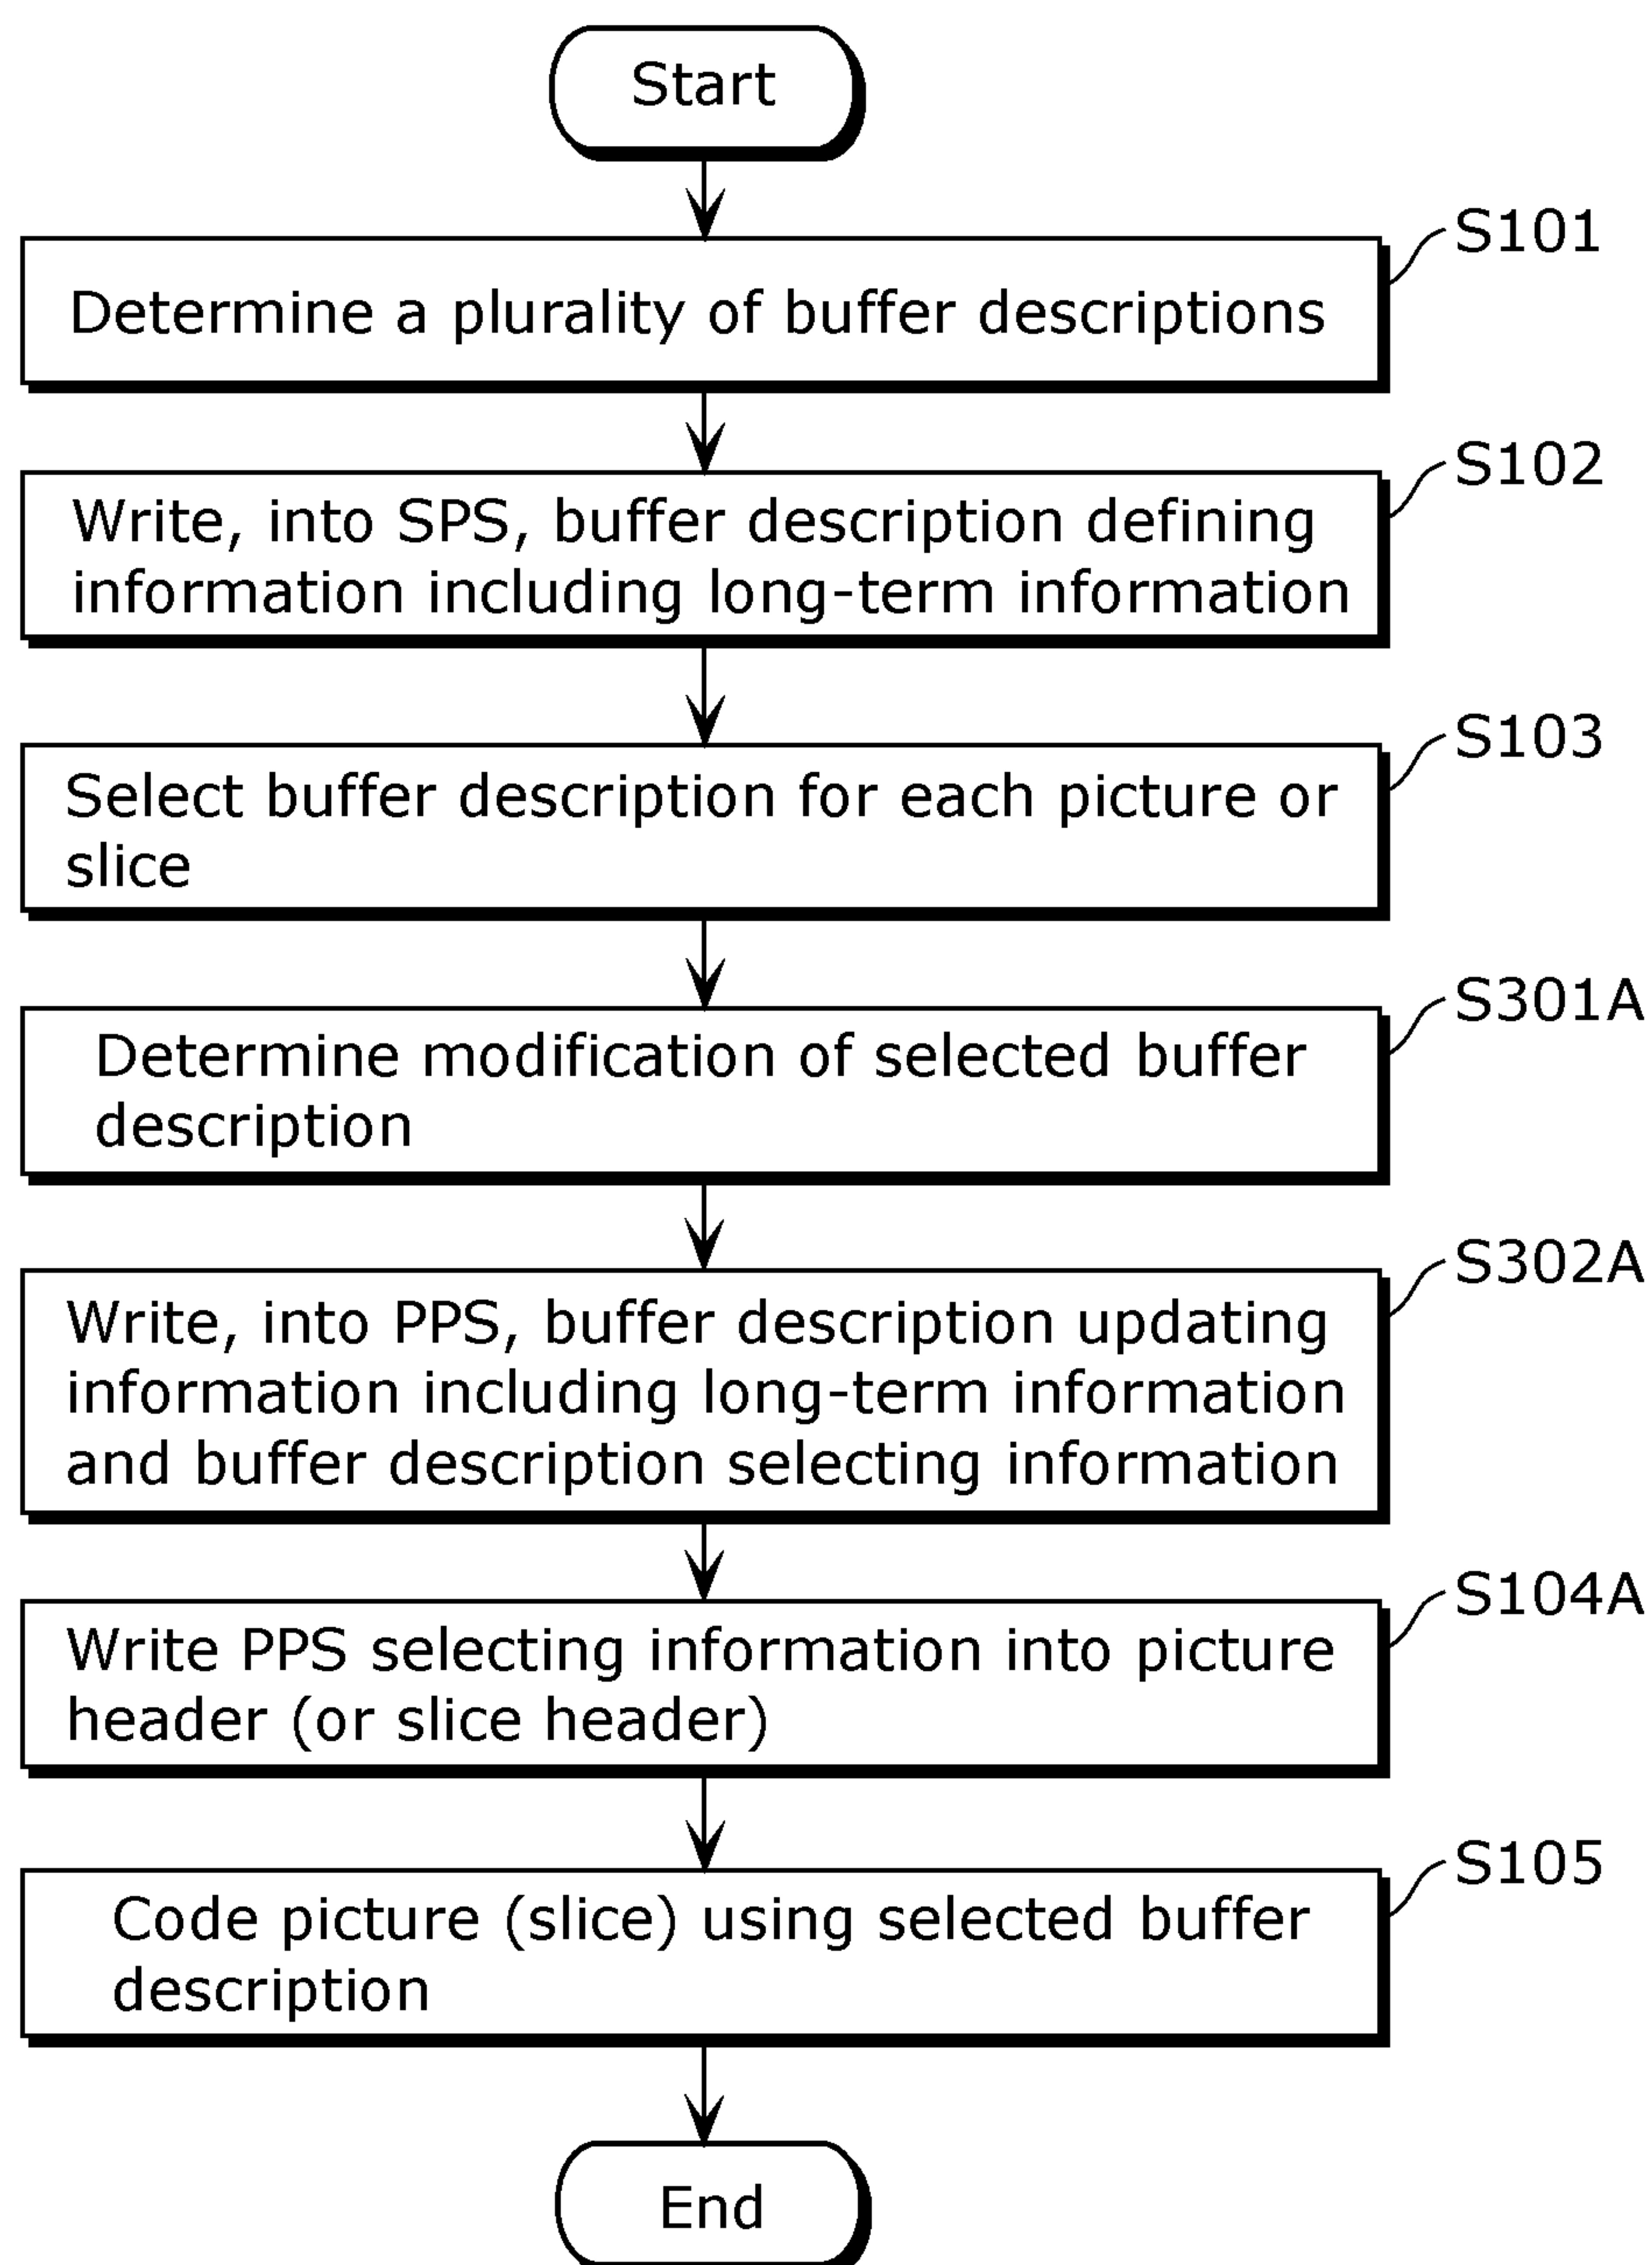 Start
S101
Determine a plurality of buffer descriptions
S102
Write, into SPS, buffer description defining
information including long-term information
S103
Select buffer description for each picture or
slice
S301A
Determine modification of selected buffer
description
S302A
Write, into PPS, buffer description updating
information including long-term information
and buffer description selecting information
S104A
Write PPS selecting information into picture
header (or slice header)
S105
Code picture (slice) using selected buffer
description
End